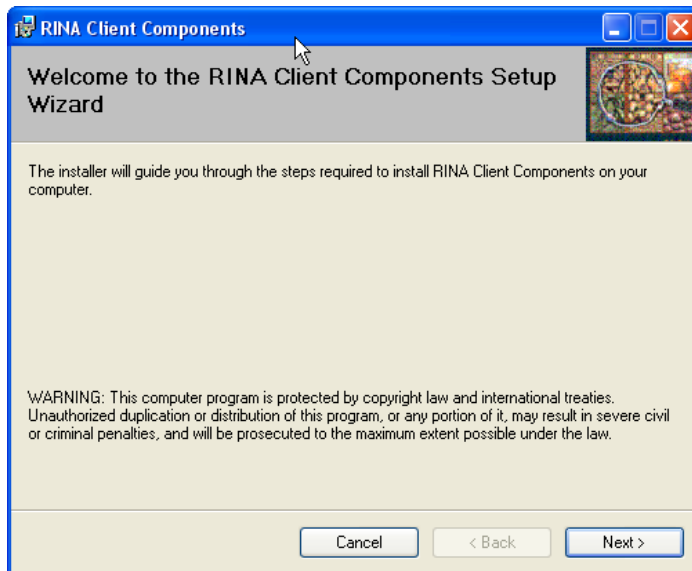 RINA Client Components
Welcome to the RINA Client Components Setup
Wizard
The installer will guide you through the steps required to install RINA Client Components on your
computer.
WARNING: This computer program is protected by copyright law and international treaties.
Unauthorized duplication or distribution of this program, or any portion of it, may result in severe civil
or criminal penalties, and will be prosecuted to the maximum extent possible under the law.
Cancel
< Back
Next >